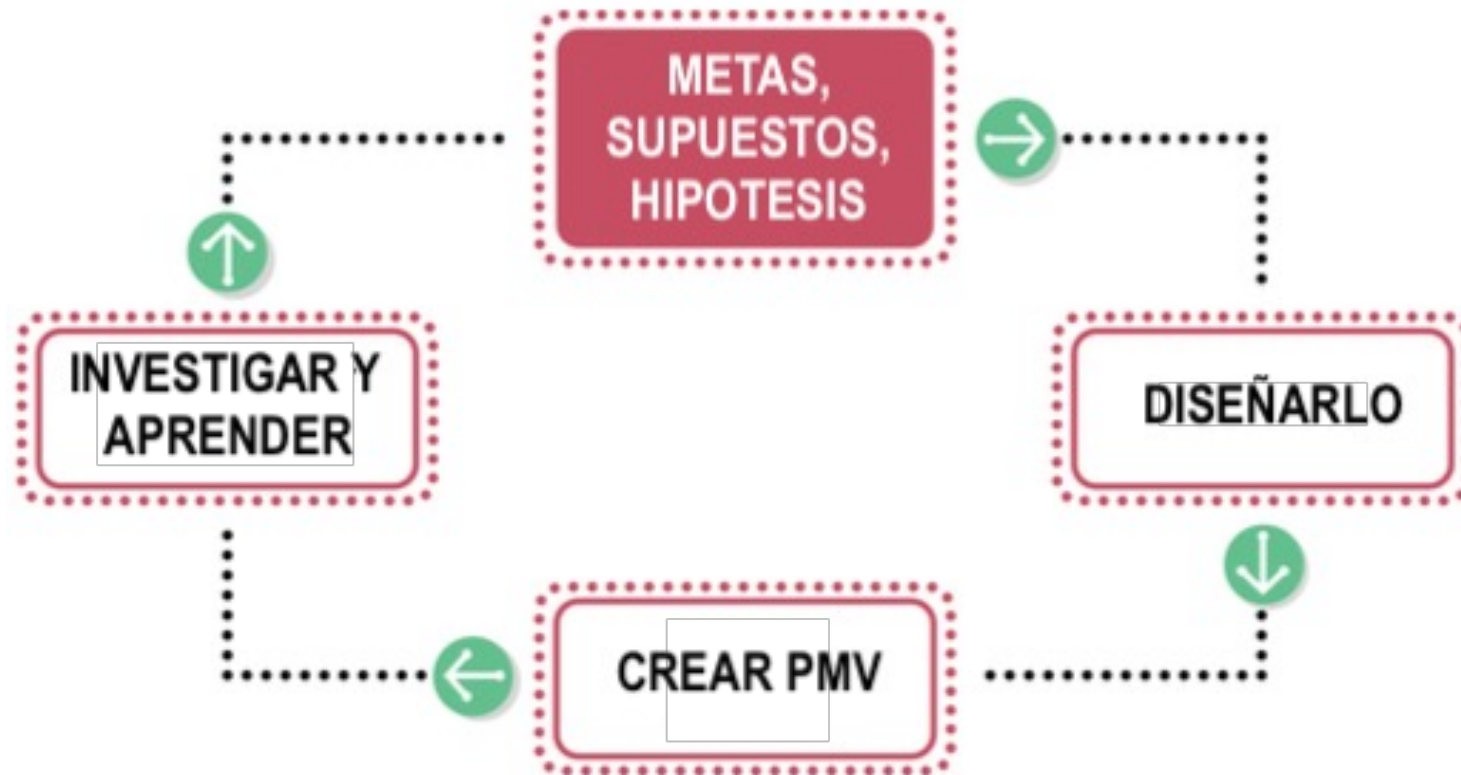 METAS,
SUPUESTOS,
HIPOTESIS
INVESTIGAR Y
APRENDER
DISEÑARLO
CREAR PMV